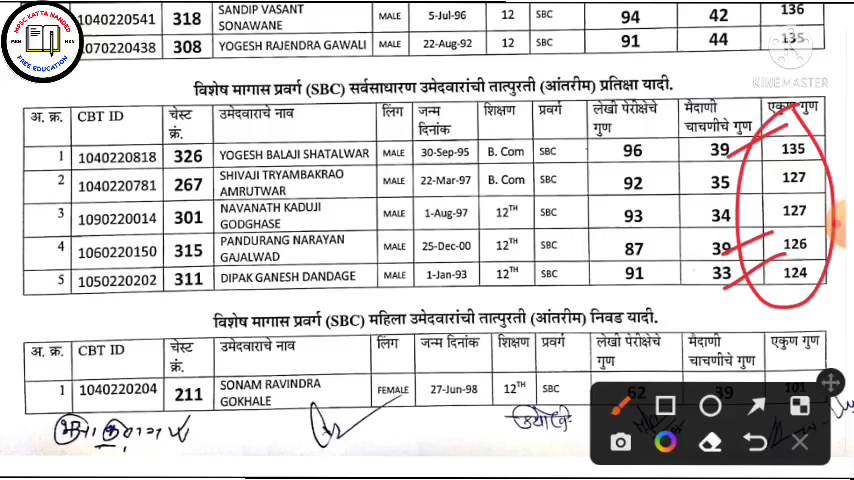 MPSC KATTA NANDED
FREE EDUCATION
1040220541 318 SANDIP VASANT SONAWANE MALE 5-Jul-96 12 SBC 94 42 136
1070220438 308 YOGESH RAJENDRA GAWALI MALE 22-Aug-92 12 SBC 91 44 135
KINEMASTER
विशेष मागास प्रवर्ग (SBC) सर्वसाधारण उमेदवारांची तात्पुरती (आंतरीम) प्रतिक्षा यादी.
अ. क्र. CBT ID चेस्ट क्रं. उमेदवाराचे नाव लिंग जन्म दिनांक शिक्षण प्रवर्ग लेखी पेरीक्षेचे गुण मैदाणी चाचणीचे गुण एकुण गुण
1 1040220818 326 YOGESH BALAJI SHATALWAR MALE 30-Sep-95 B. Com SBC 96 39 135
2 1040220781 267 SHIVAJI TRYAMBAKRAO AMRUTWAR MALE 22-Mar-97 B. Com SBC 92 35 127
3 1090220014 301 NAVANATH KADUJI GODGHASE MALE 1-Aug-97 12TH SBC 93 34 127
4 1060220150 315 PANDURANG NARAYAN GAJALWAD MALE 25-Dec-00 12TH SBC 87 39 126
5 1050220202 311 DIPAK GANESH DANDAGE MALE 1-Jan-93 12TH SBC 91 33 124
विशेष मागास प्रवर्ग (SBC) महिला उमेदवारांची तात्पुरती (आंतरीम) निवड यादी.
अ. क्र. CBT ID चेस्ट क्रं. उमेदवाराचे नाव लिंग जन्म दिनांक शिक्षण प्रवर्ग लेखी पेरीक्षेचे गुण मैदाणी चाचणीचे गुण एकुण गुण
1 1040220204 211 SONAM RAVINDRA GOKHALE FEMALE 27-Jun-98 12TH SBC 62 39 101